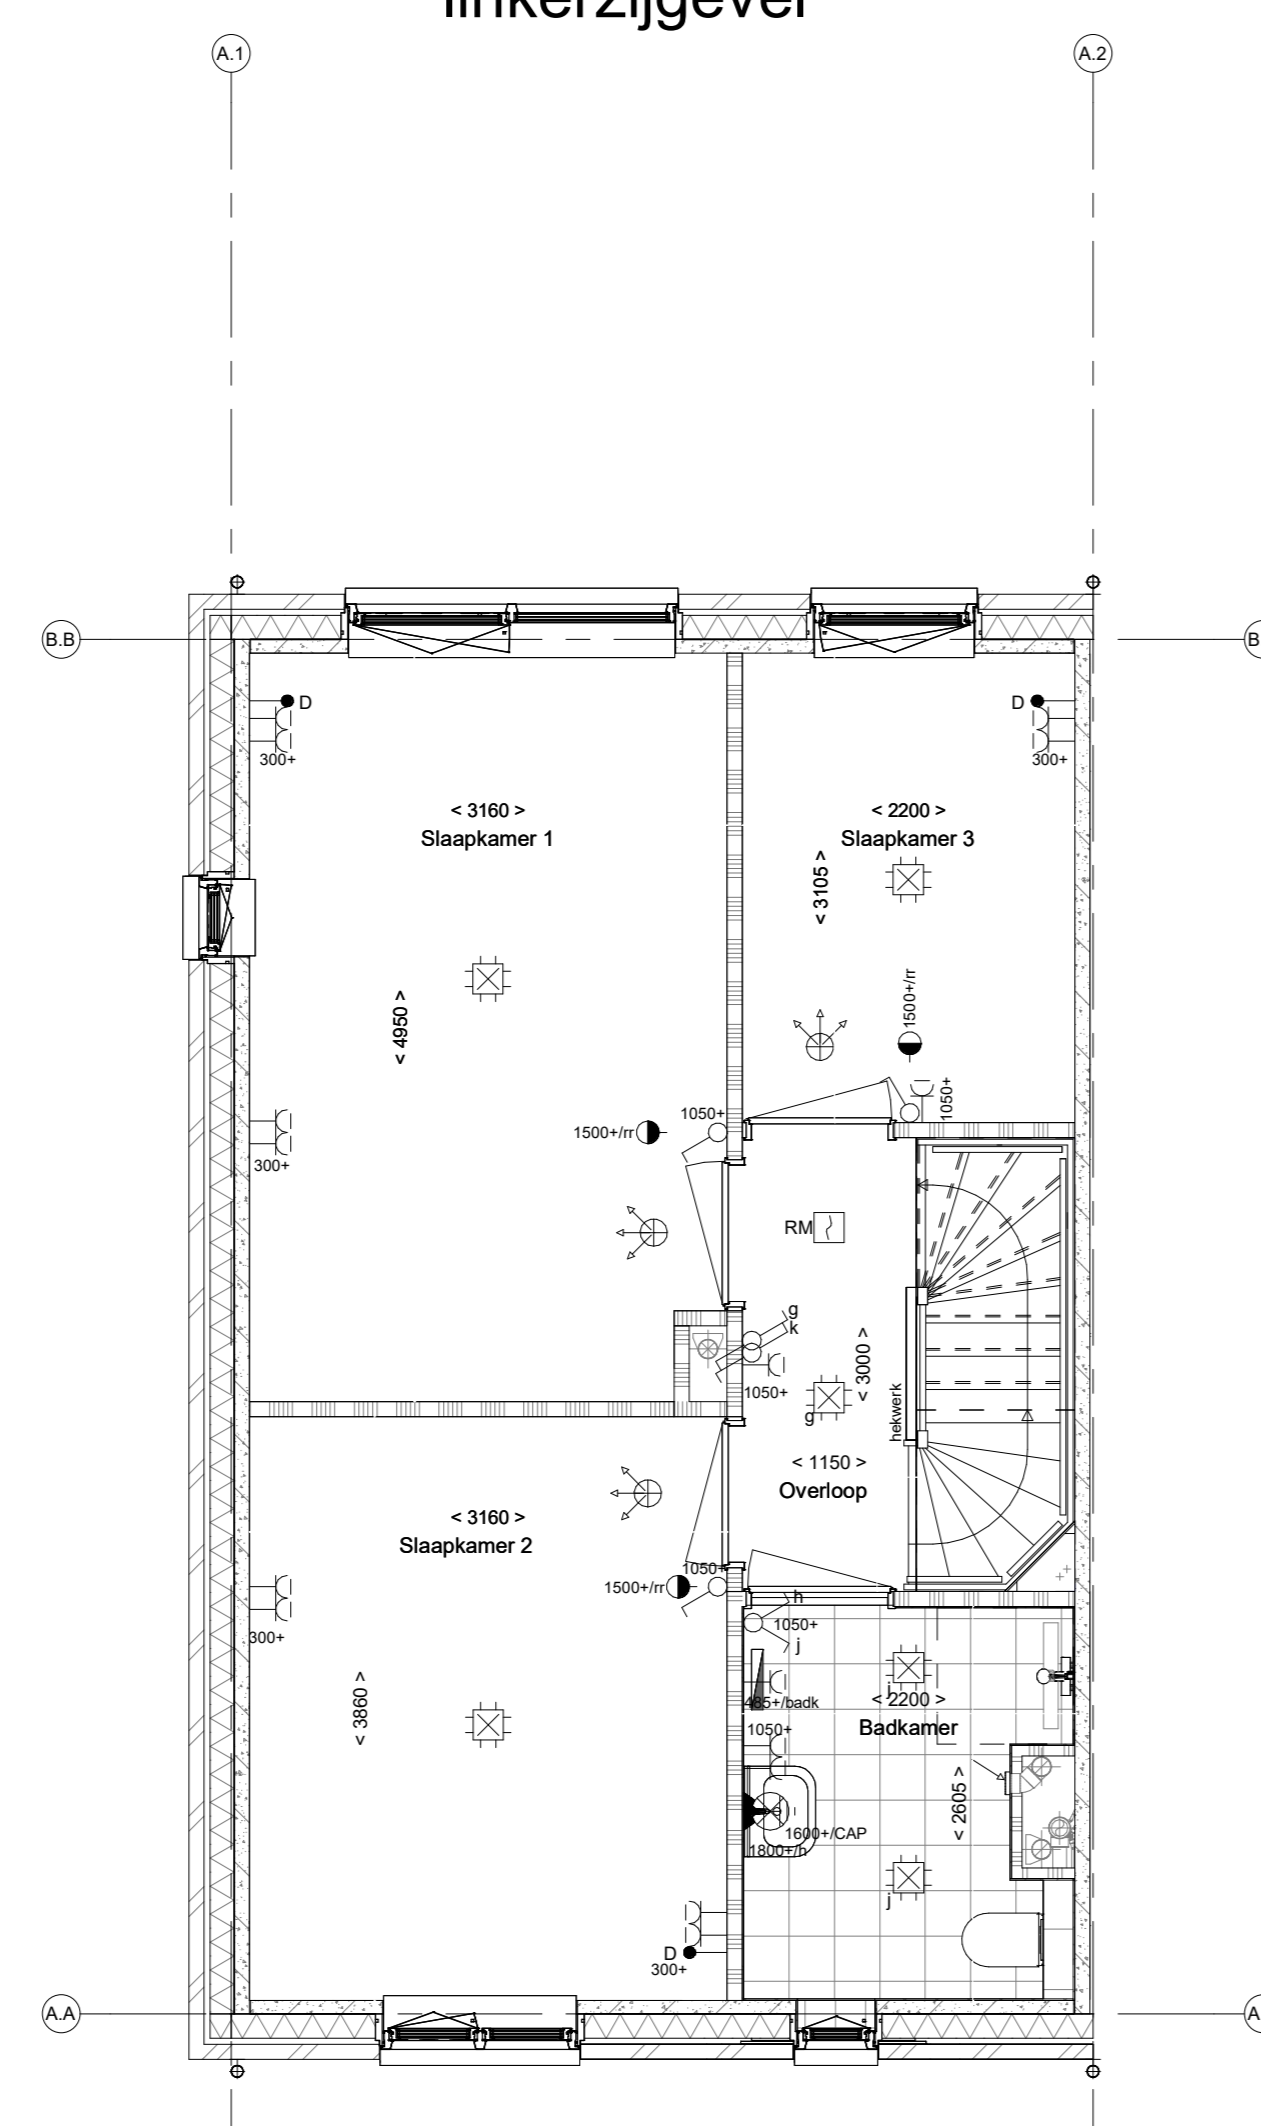 linkerzijgevel
A.1
A.2
B.B
B
D
D
300+
300+
< 3160 >
Slaapkamer 1
< 2200 >
Slaapkamer 3
< 3105 >
< 4950 >
1500+/rr
1050+
1050+
1500+/rr
300+
RM
g
k
1050+
< 3000 >
g
hekwerk
< 1150 >
Overloop
< 3160 >
Slaapkamer 2
1050+
1500+/rr
300+
h
1050+
j
< 3860 >
j
485+/badk
< 2200 >
Badkamer
1050+
< 2605 >
1600+/CAP
1800+/h
j
D
300+
A.A
A